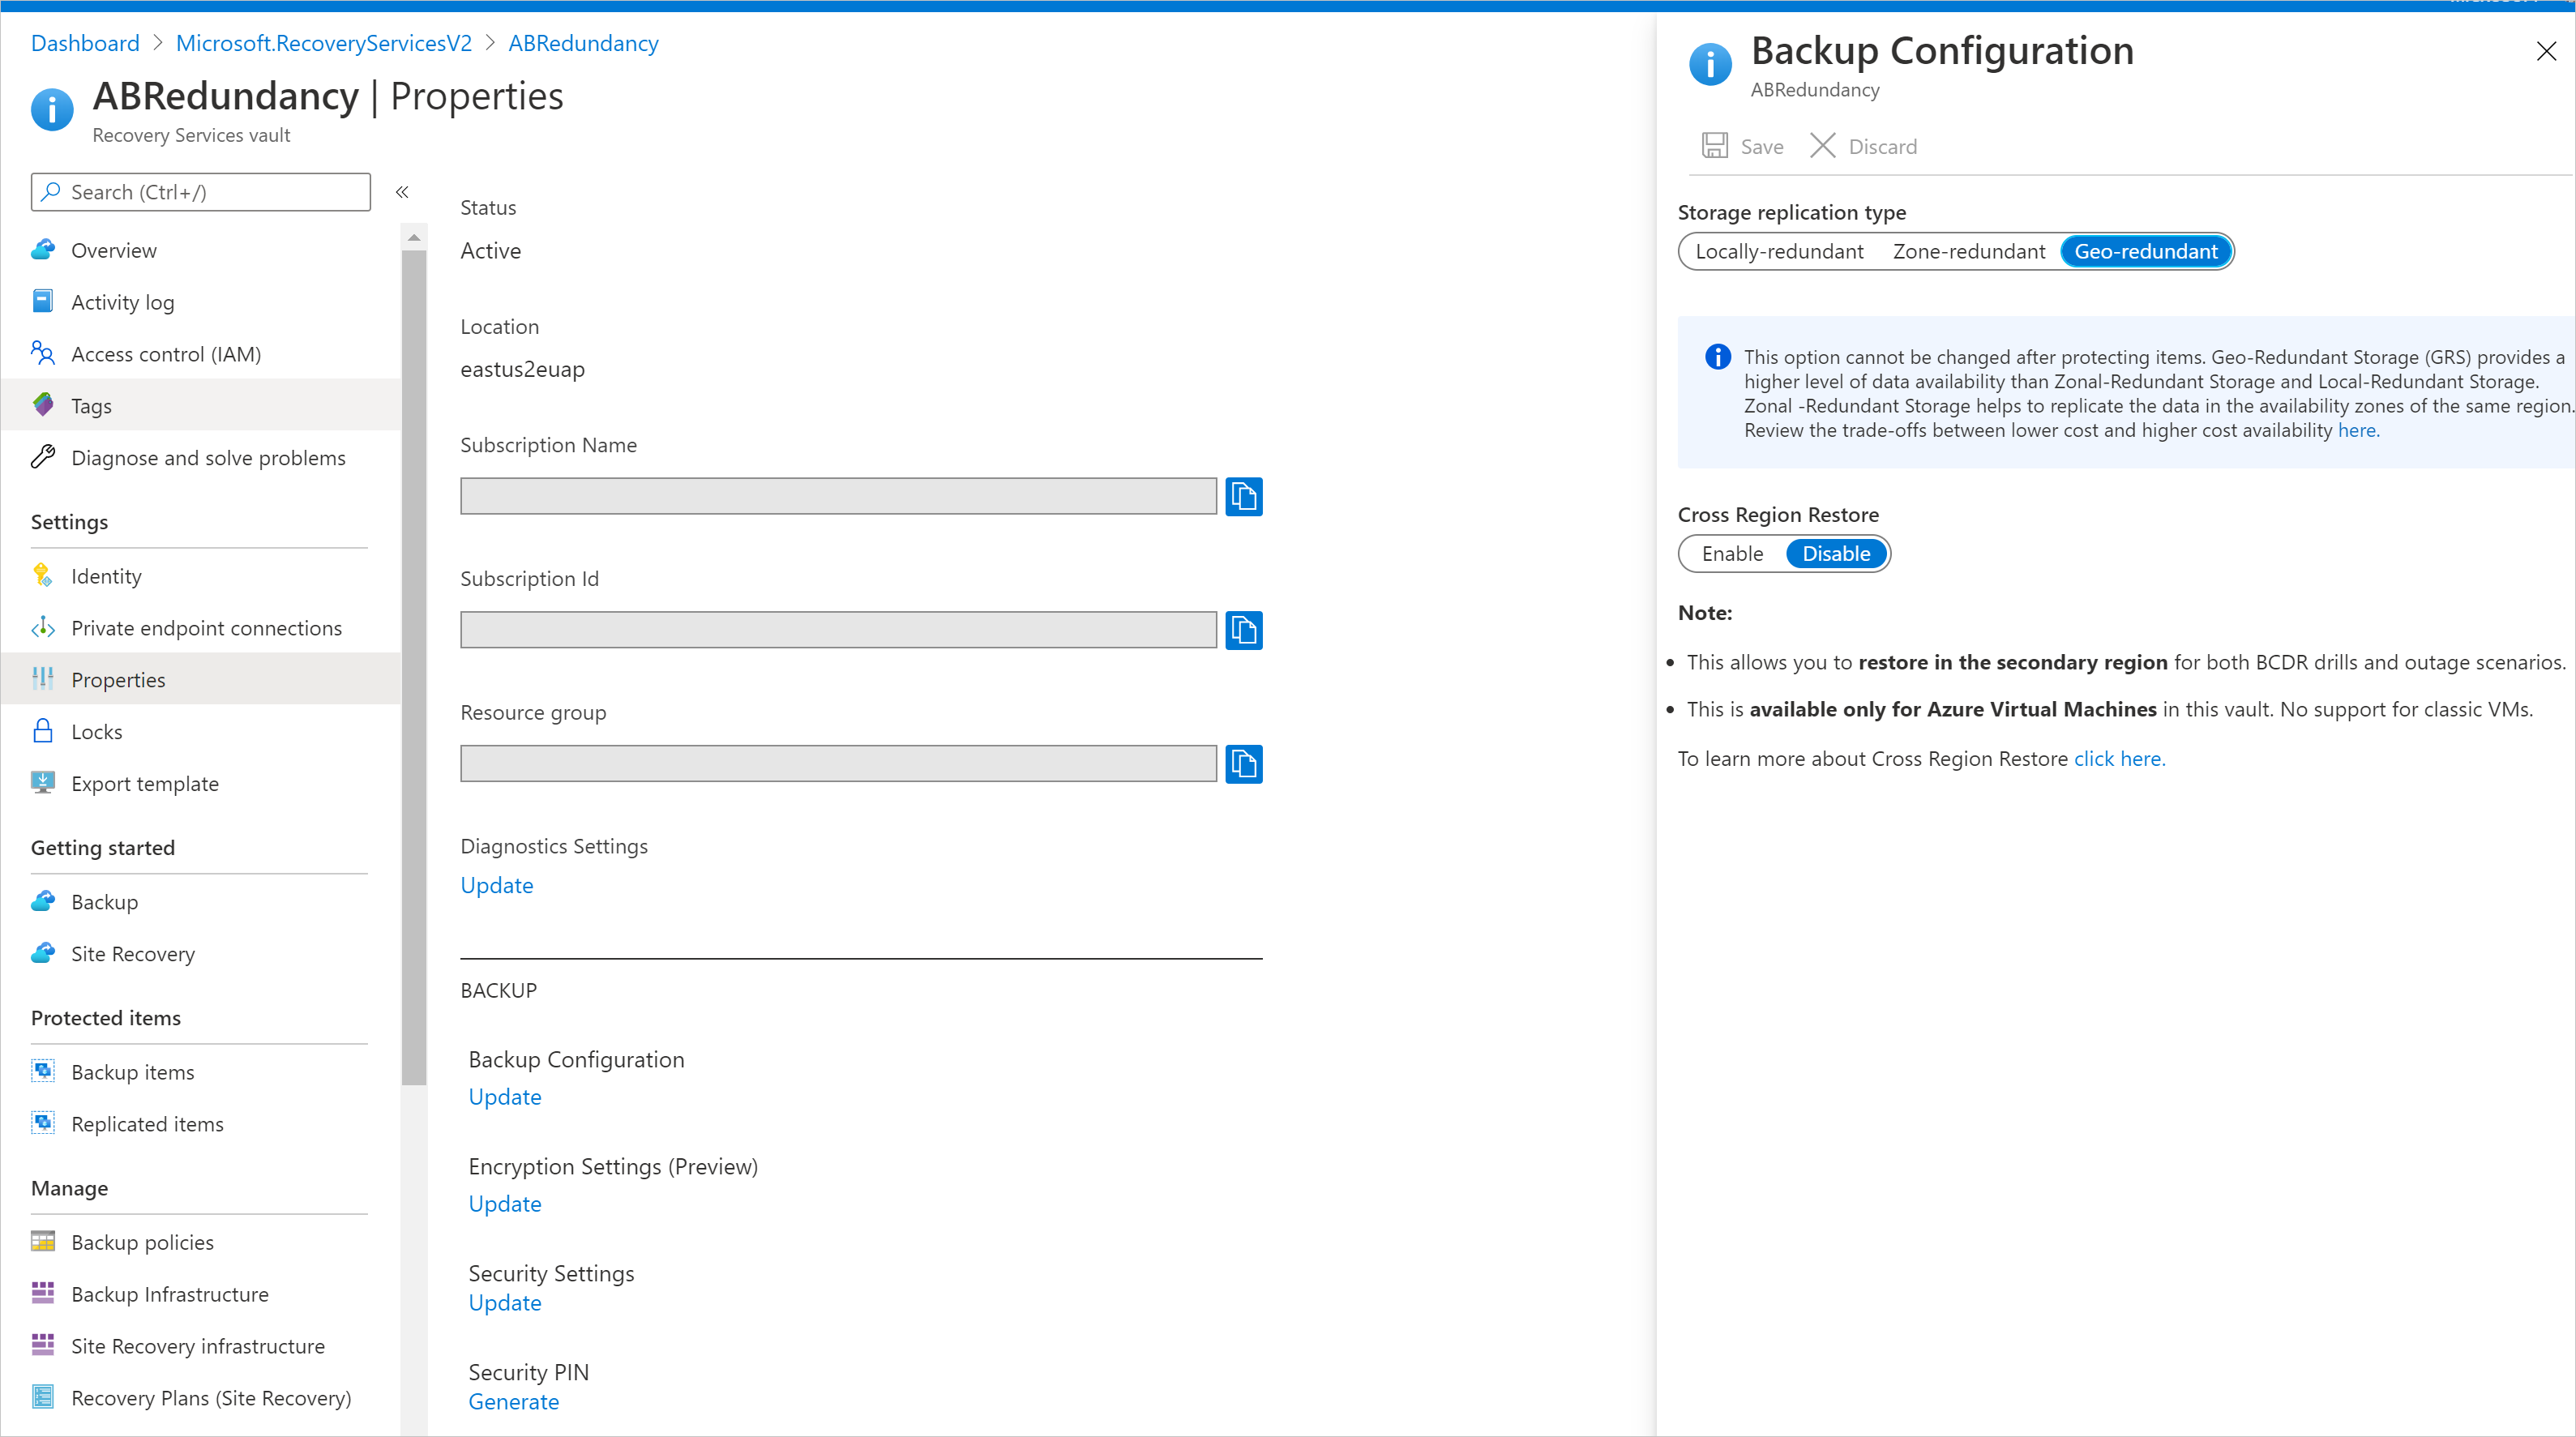 Dashboard > Microsoft.RecoveryServicesV2 > ABRedundancy
ABRedundancy | Properties
Recovery Services vault
Search (Ctrl+/)
«
Overview
Activity log
Access control (IAM)
Tags
Diagnose and solve problems
Settings
Identity
Private endpoint connections
Properties
Locks
Export template
Getting started
Backup
Site Recovery
Protected items
Backup items
Replicated items
Manage
Backup policies
Backup Infrastructure
Site Recovery infrastructure
Recovery Plans (Site Recovery)
Status
Active
Location
eastus2euap
Subscription Name
Subscription Id
Resource group
Diagnostics Settings
Update
BACKUP
Backup Configuration
Update
Encryption Settings (Preview)
Update
Security Settings
Update
Security PIN
Generate
Backup Configuration
ABRedundancy
Save Discard
Storage replication type
Locally-redundant Zone-redundant Geo-redundant
This option cannot be changed after protecting items. Geo-Redundant Storage (GRS) provides a
higher level of data availability than Zonal-Redundant Storage and Local-Redundant Storage.
Zonal -Redundant Storage helps to replicate the data in the availability zones of the same region.
Review the trade-offs between lower cost and higher cost availability here.
Cross Region Restore
Enable Disable
Note:
• This allows you to restore in the secondary region for both BCDR drills and outage scenarios.
• This is available only for Azure Virtual Machines in this vault. No support for classic VMs.
To learn more about Cross Region Restore click here.